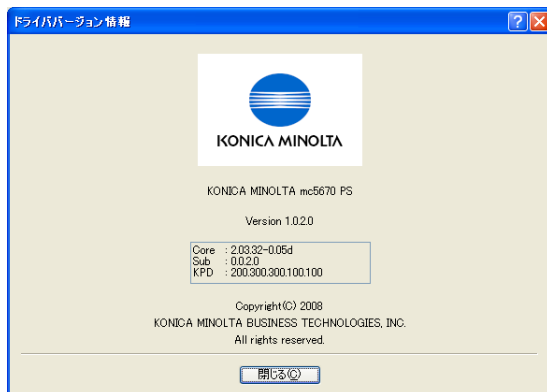 ドライババージョン情報
KONICA MINOLTA
KONICA MINOLTA mc5670 PS
Version 1.0.2.0
Core : 2.03.32-0.05d
Sub : 0.0.2.0
KPD : 200.300.300.100.100
Copyright(C) 2008
KONICA MINOLTA BUSINESS TECHNOLOGIES, INC.
All rights reserved.
閉じる(C)